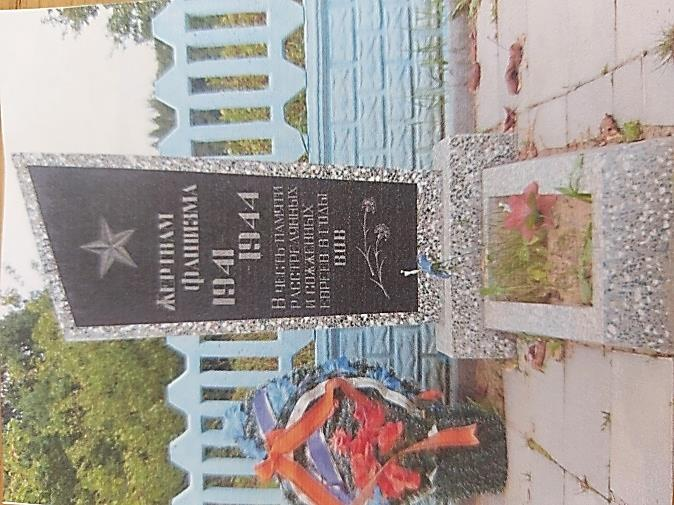 ЖЕРТВАМ
ФАШИЗМА
1941
1944
В ЧЕСТЬ ПАМЯТИ
РАССТРЕЛЯННЫХ
И СОЖЖЕННЫХ
ЕВРЕЕВ В ГОДЫ
ВОВ